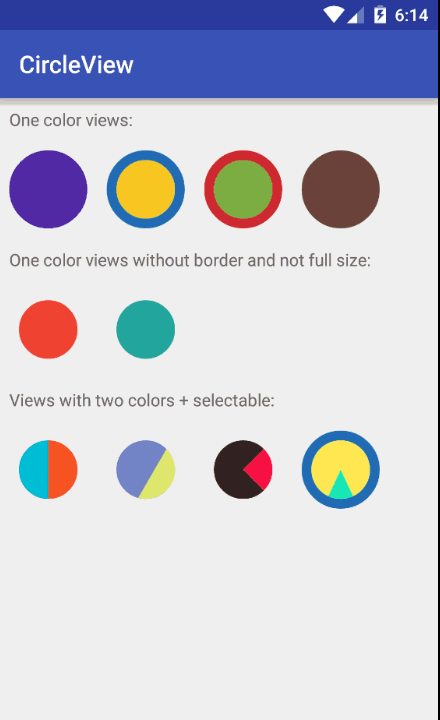 6:14
CircleView
One color views:
One color views without border and not full size:
Views with two colors + selectable: